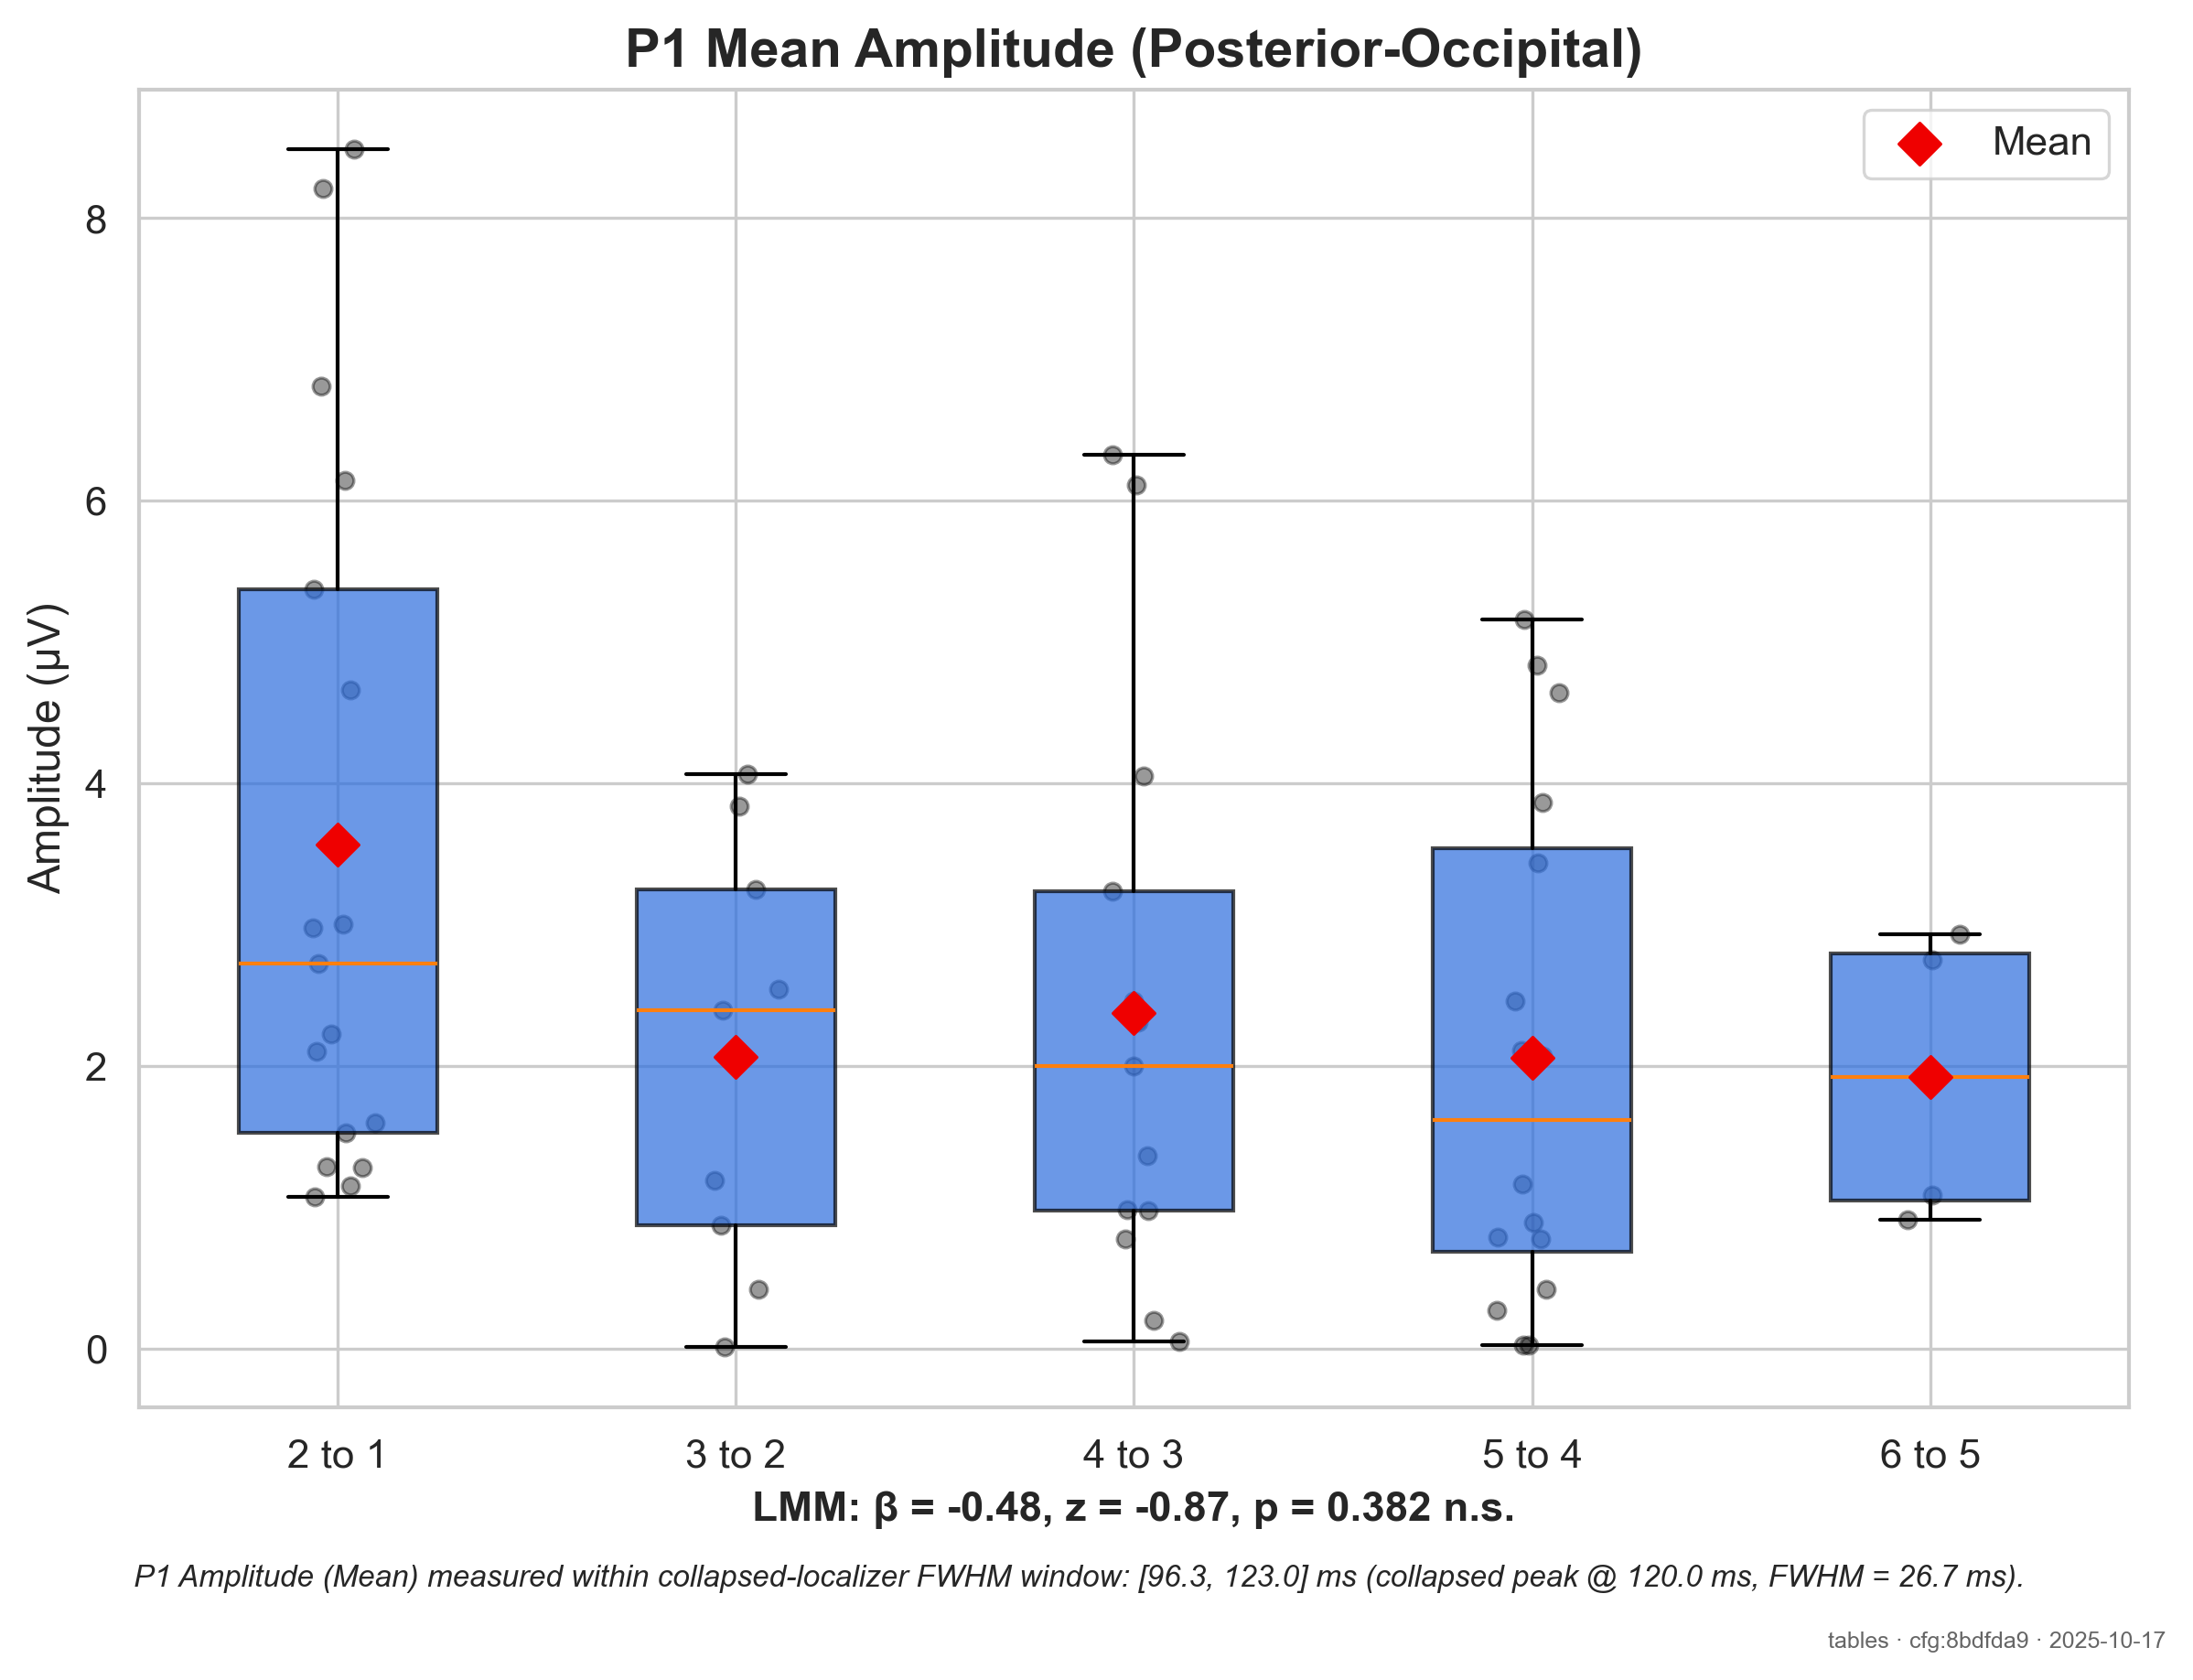 P1 Mean Amplitude (Posterior-Occipital)
Mean
Amplitude (µV)
8
6
4
2
0
2 to 1
3 to 2
4 to 3
5 to 4
6 to 5
LMM: β = -0.48, z = -0.87, p = 0.382 n.s.
P1 Amplitude (Mean) measured within collapsed-localizer FWHM window: [96.3, 123.0] ms (collapsed peak @ 120.0 ms, FWHM = 26.7 ms).
tables · cfg:8bdfda9 · 2025-10-17